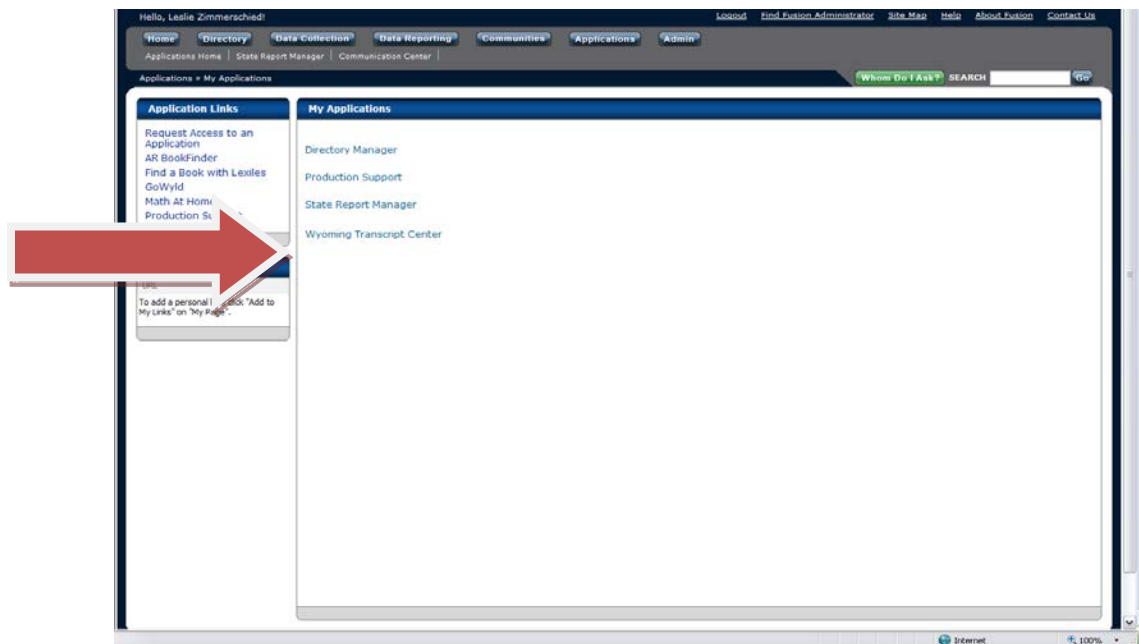 Hello, Leslie Zimmerschied!
Logout Find Fusion Administrator Site Map Help About Fusion Contact Us
Home Directory Data Collection Data Reporting Communities Applications Admin
Applications Home | State Report Manager | Communication Center |
Applications » My Applications
Whom Do I Ask? SEARCH Go
Application Links
Request Access to an
Application
AR BookFinder
Find a Book with Lexiles
GoWyld
Math At Home
Production
URL
To add a personal click "Add to
My Links" on "My Page".
My Applications
Directory Manager
Production Support
State Report Manager
Wyoming Transcript Center
Internet 100%